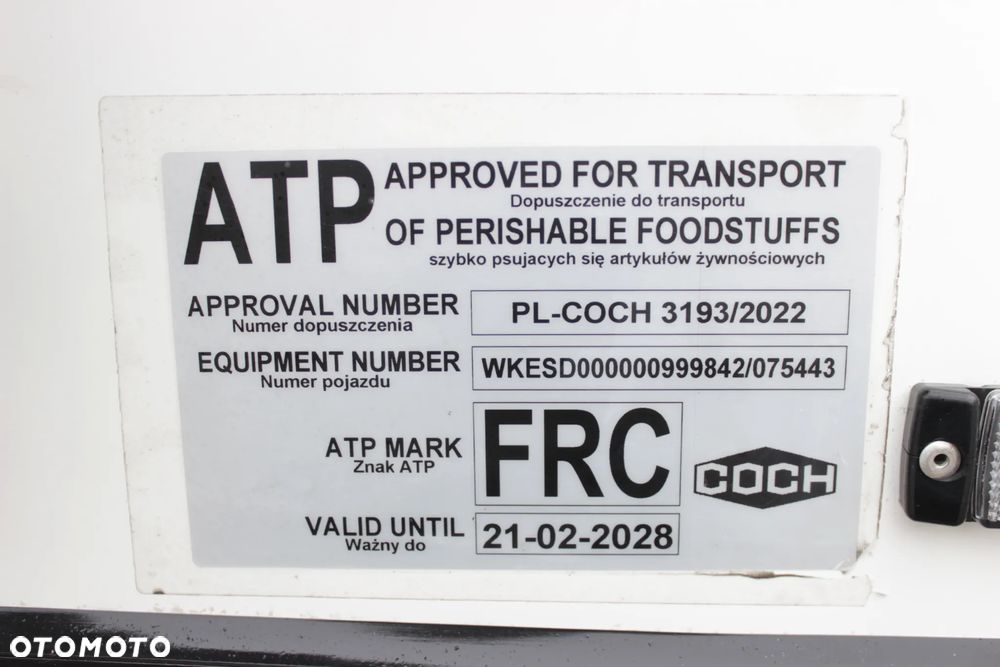 ATP APPROVED FOR TRANSPORT
Dopuszczenie do transportu
OF PERISHABLE FOODSTUFFS
szybko psujacych się artykułów żywnościowych
APPROVAL NUMBER PL-COCH 3193/2022
Numer dopuszczenia
EQUIPMENT NUMBER WKESD000000999842/075443
Numer pojazdu
ATP MARK FRC
Znak ATP
COCH
VALID UNTIL 21-02-2028
Ważny do
OTOMOTO